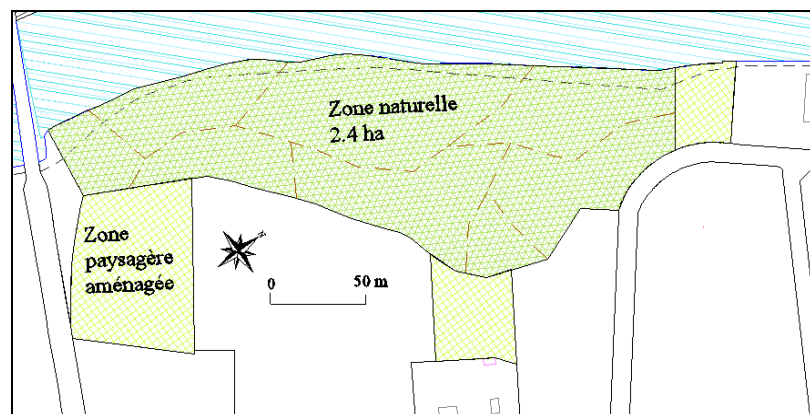 Zone naturelle
2.4 ha
Zone
paysagère
aménagée
N
0 50 m